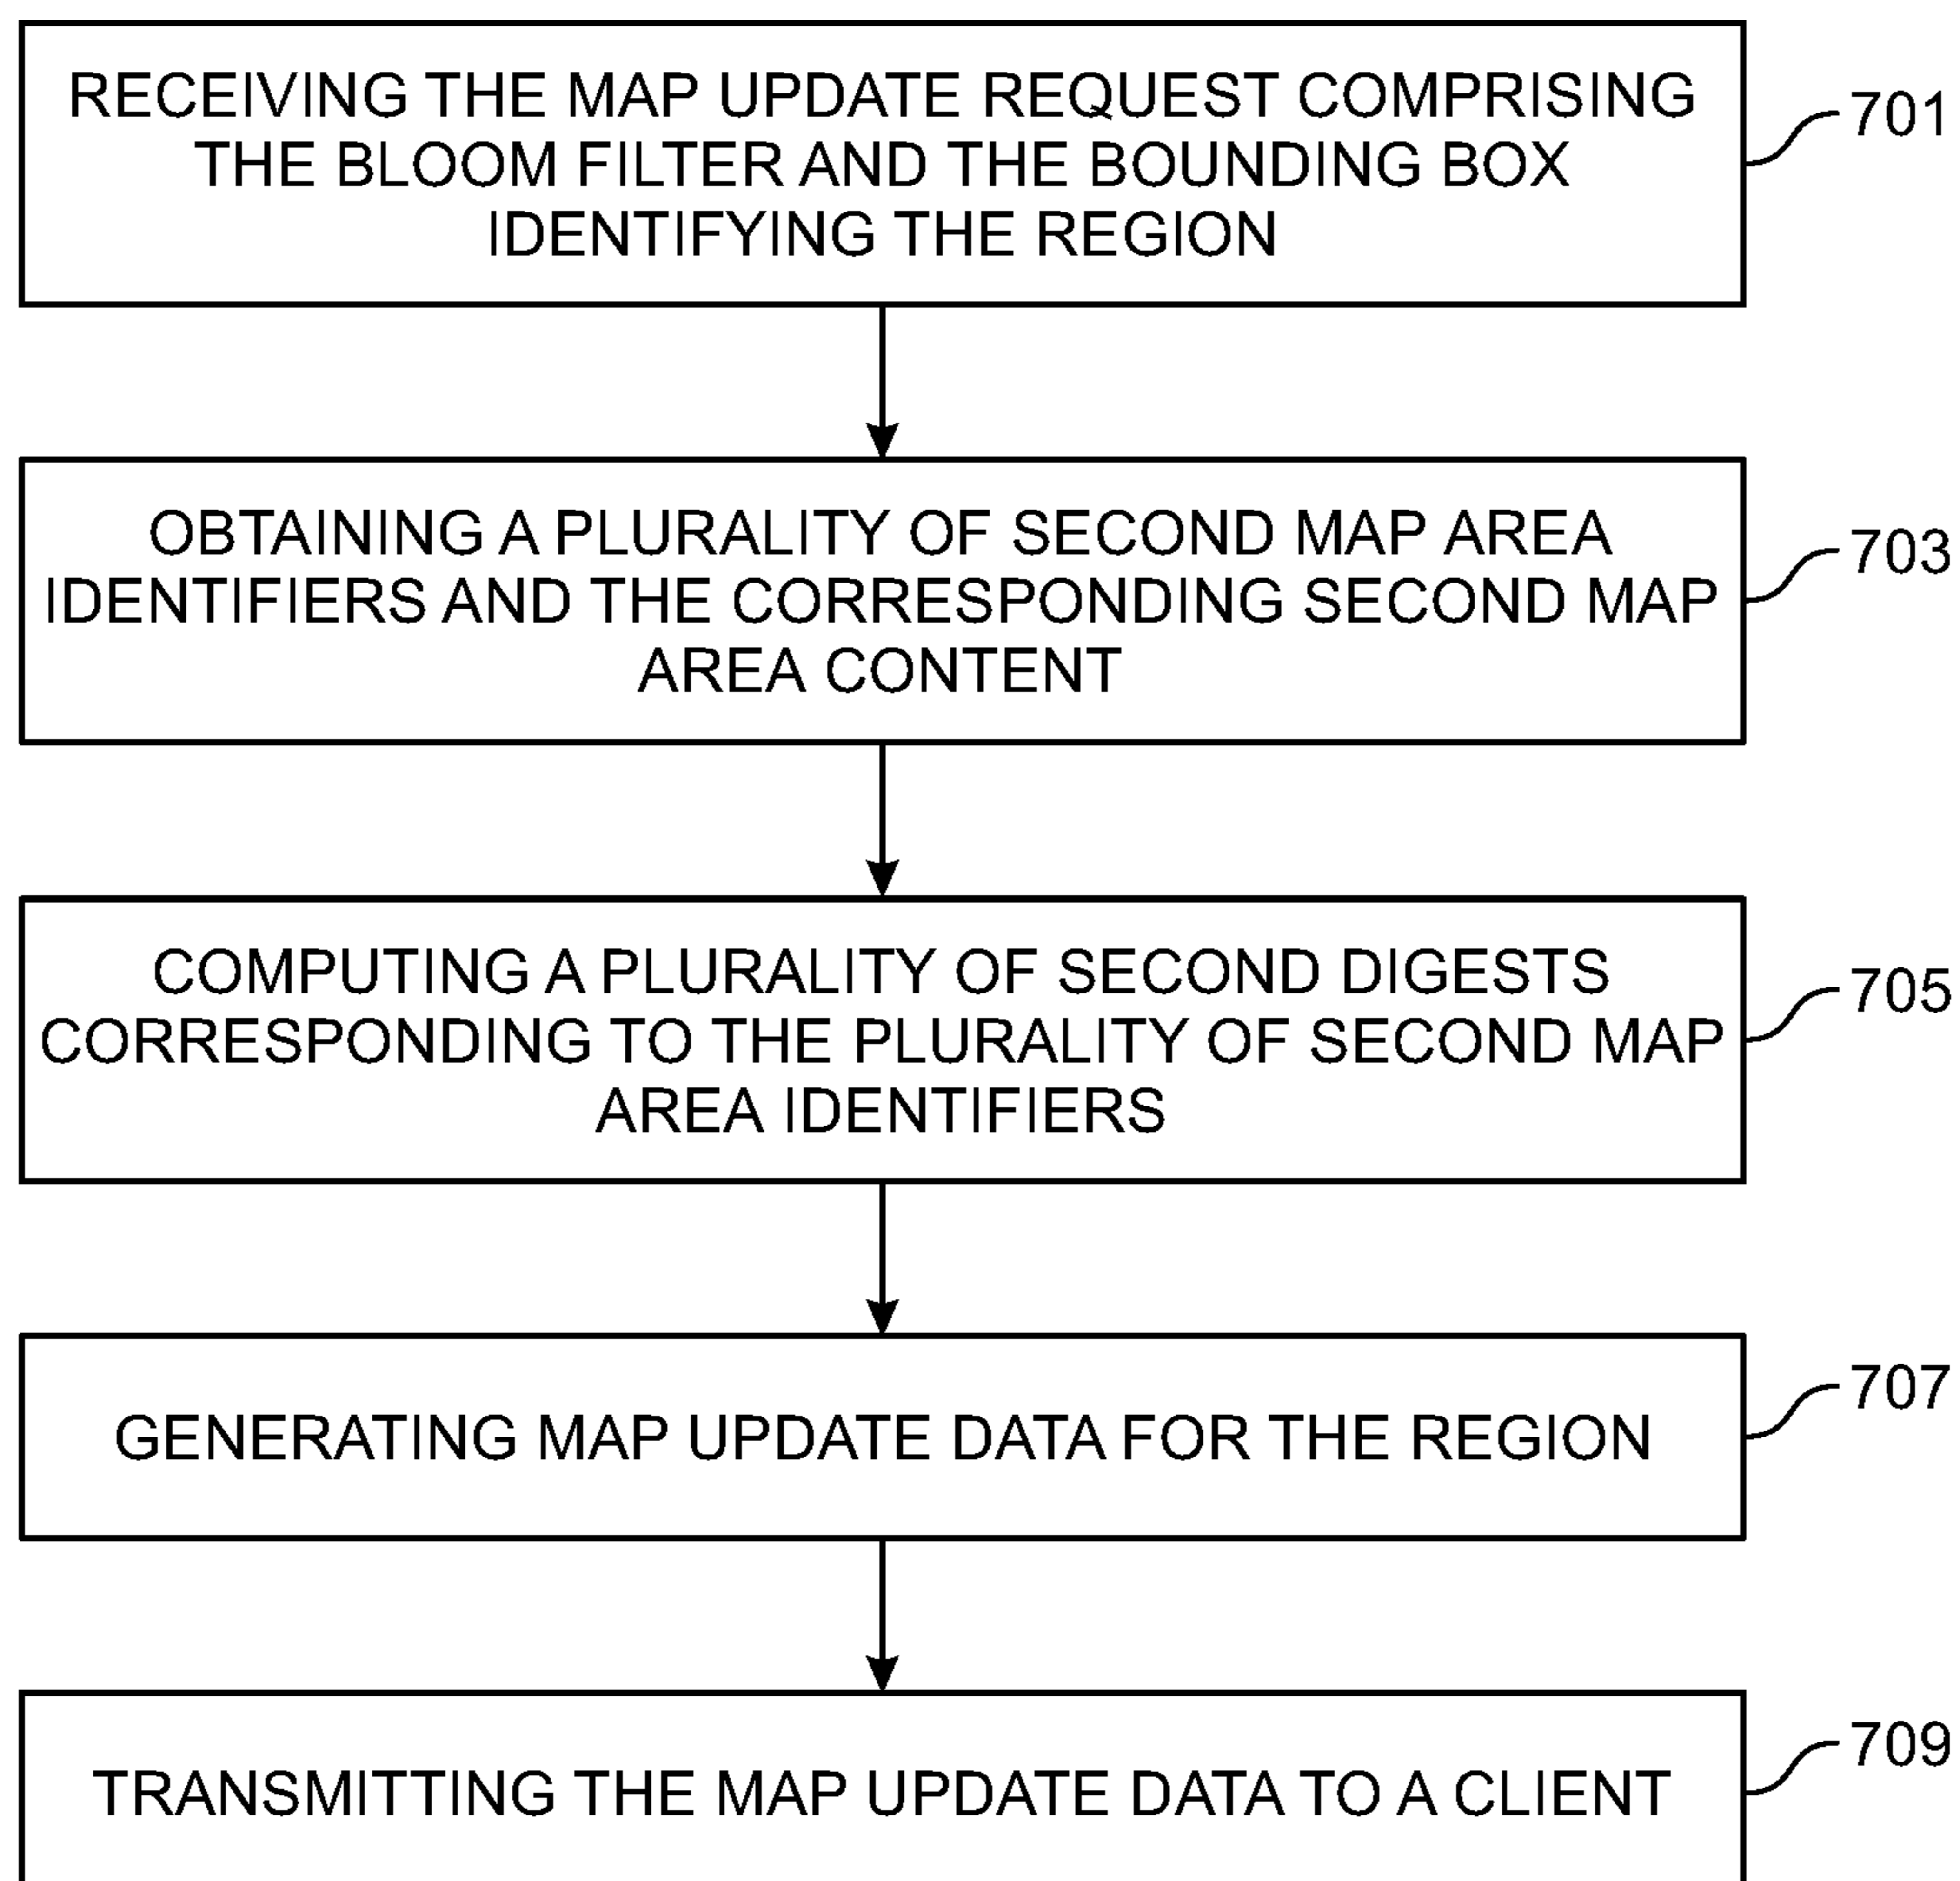 RECEIVING THE MAP UPDATE REQUEST COMPRISING
THE BLOOM FILTER AND THE BOUNDING BOX
IDENTIFYING THE REGION
701
OBTAINING A PLURALITY OF SECOND MAP AREA
IDENTIFIERS AND THE CORRESPONDING SECOND MAP
AREA CONTENT
703
COMPUTING A PLURALITY OF SECOND DIGESTS
CORRESPONDING TO THE PLURALITY OF SECOND MAP
AREA IDENTIFIERS
705
GENERATING MAP UPDATE DATA FOR THE REGION
707
TRANSMITTING THE MAP UPDATE DATA TO A CLIENT
709